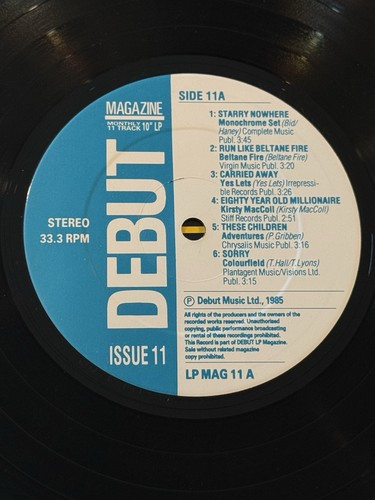 MAGAZINE
MONTHLY
11 TRACK 10" LP
DEBUT
STEREO
33.3 RPM
ISSUE 11
SIDE 11A
1: STARRY NOWHERE
Monochrome Set (Bid/
Haney) Complete Music
Publ. 3:45
2: RUN LIKE BELTANE FIRE
Beltane Fire (Beltane Fire)
Virgin Music Publ. 3:20
3: CARRIED AWAY
Yes Lets (Yes Lets) Irrepressi-
ble Records Publ. 3:26
4: EIGHTY YEAR OLD MILLIONAIRE
Kirsty MacColl (Kirsty MacColl)
Stiff Records Publ. 2:51
5: THESE CHILDREN
Adventures (P.Gribben)
Chrysalis Music Publ. 3:16
6: SORRY
Colourfield (T.Hall/T.Lyons)
Plantagent Music/Visions Ltd.
Publ. 3:15
Ⓟ Debut Music Ltd., 1985
All rights of the producers and the owners of the
recorded works reserved. Unauthorised
copying, public performance broadcasting
or rental of these recordings prohibited.
This Record is part of DEBUT LP Magazine.
Sale without related magazine
copy prohibited.
LP MAG 11 A